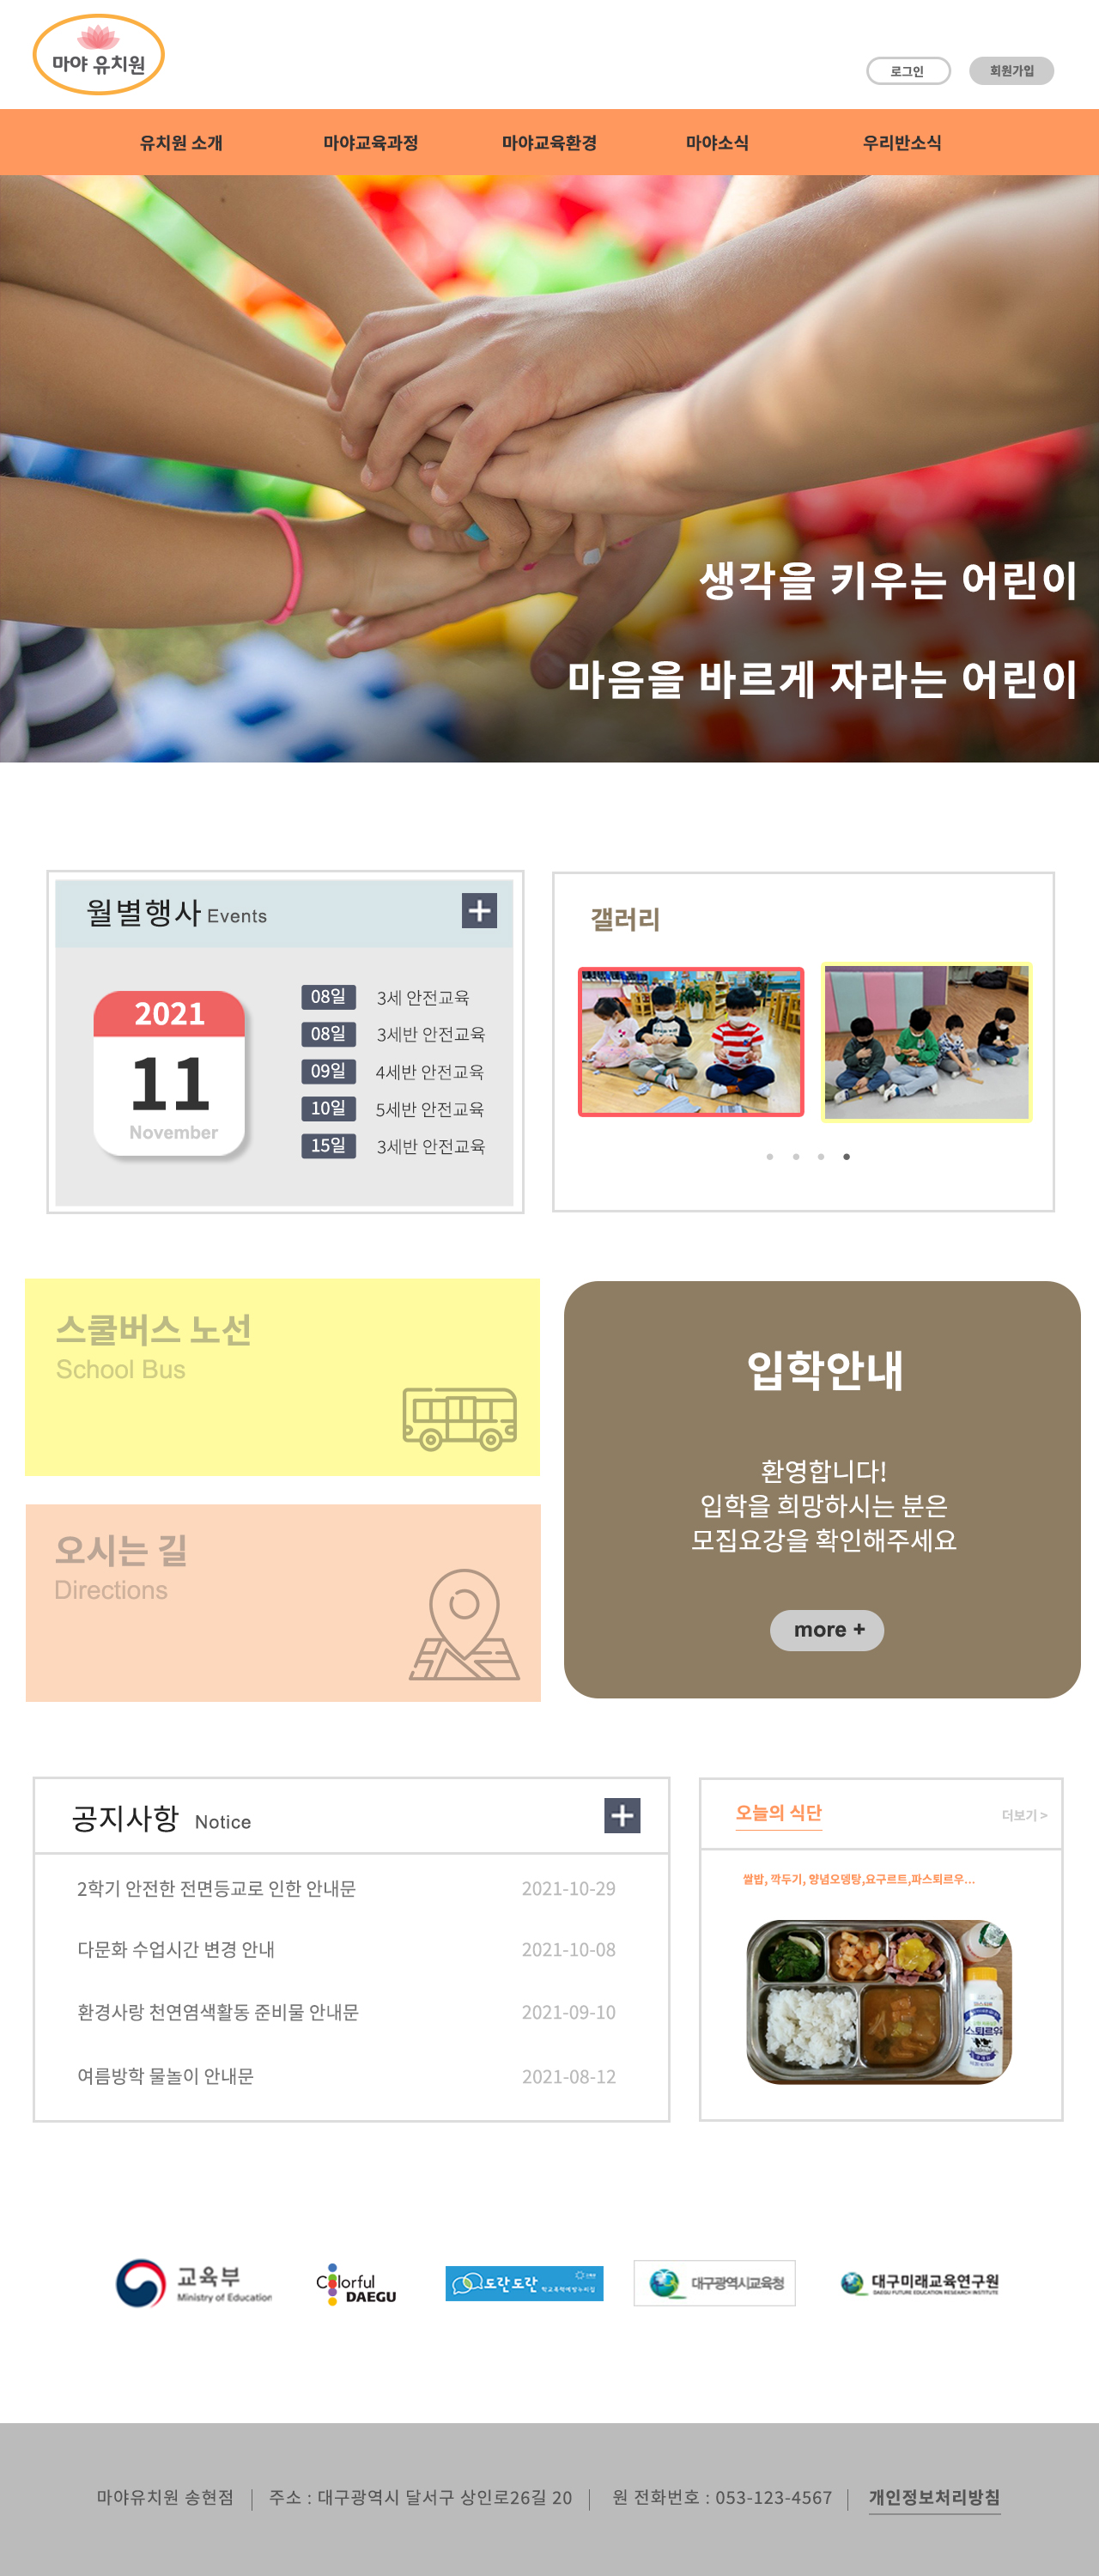 마야 유치원
로그인
회원가입
유치원 소개
마야교육과정
마야교육환경
마야소식
우리반소식
생각을 키우는 어린이
마음을 바르게 자라는 어린이
월별행사 Events
2021
11
November
08일 3세 안전교육
08일 3세반 안전교육
09일 4세반 안전교육
10일 5세반 안전교육
15일 3세반 안전교육
갤러리
스쿨버스 노선
School Bus
오시는 길
Directions
입학안내
환영합니다!
입학을 희망하시는 분은
모집요강을 확인해주세요
more +
공지사항 Notice
2학기 안전한 전면등교로 인한 안내문 2021-10-29
다문화 수업시간 변경 안내 2021-10-08
환경사랑 천연염색활동 준비물 안내문 2021-09-10
여름방학 물놀이 안내문 2021-08-12
오늘의 식단
더보기 >
쌀밥, 깍두기, 양념오뎅탕,요구르트,파스퇴르우...
스퇴르우
교육부
Ministry of Education
Colorful
DAEGU
도란도란
대구광역시교육청
대구미래교육연구원
DAEGU FUTURE EDUCATION RESEARCH INSTITUTE
마야유치원 송현점
주소 : 대구광역시 달서구 상인로26길 20
원 전화번호 : 053-123-4567
개인정보처리방침